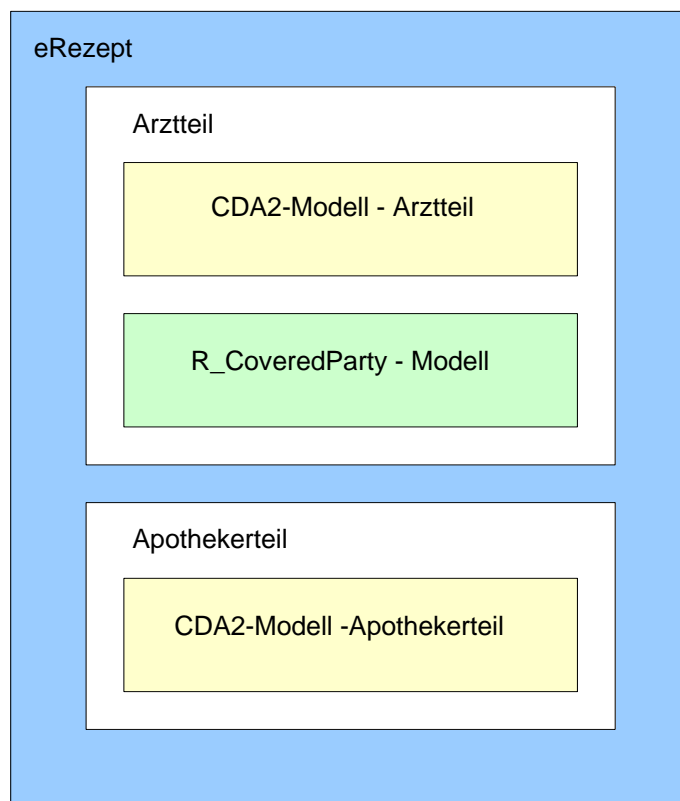 eRezept
Arztteil
CDA2-Modell - Arztteil
R_CoveredParty - Modell
Apothekerteil
CDA2-Modell -Apothekerteil